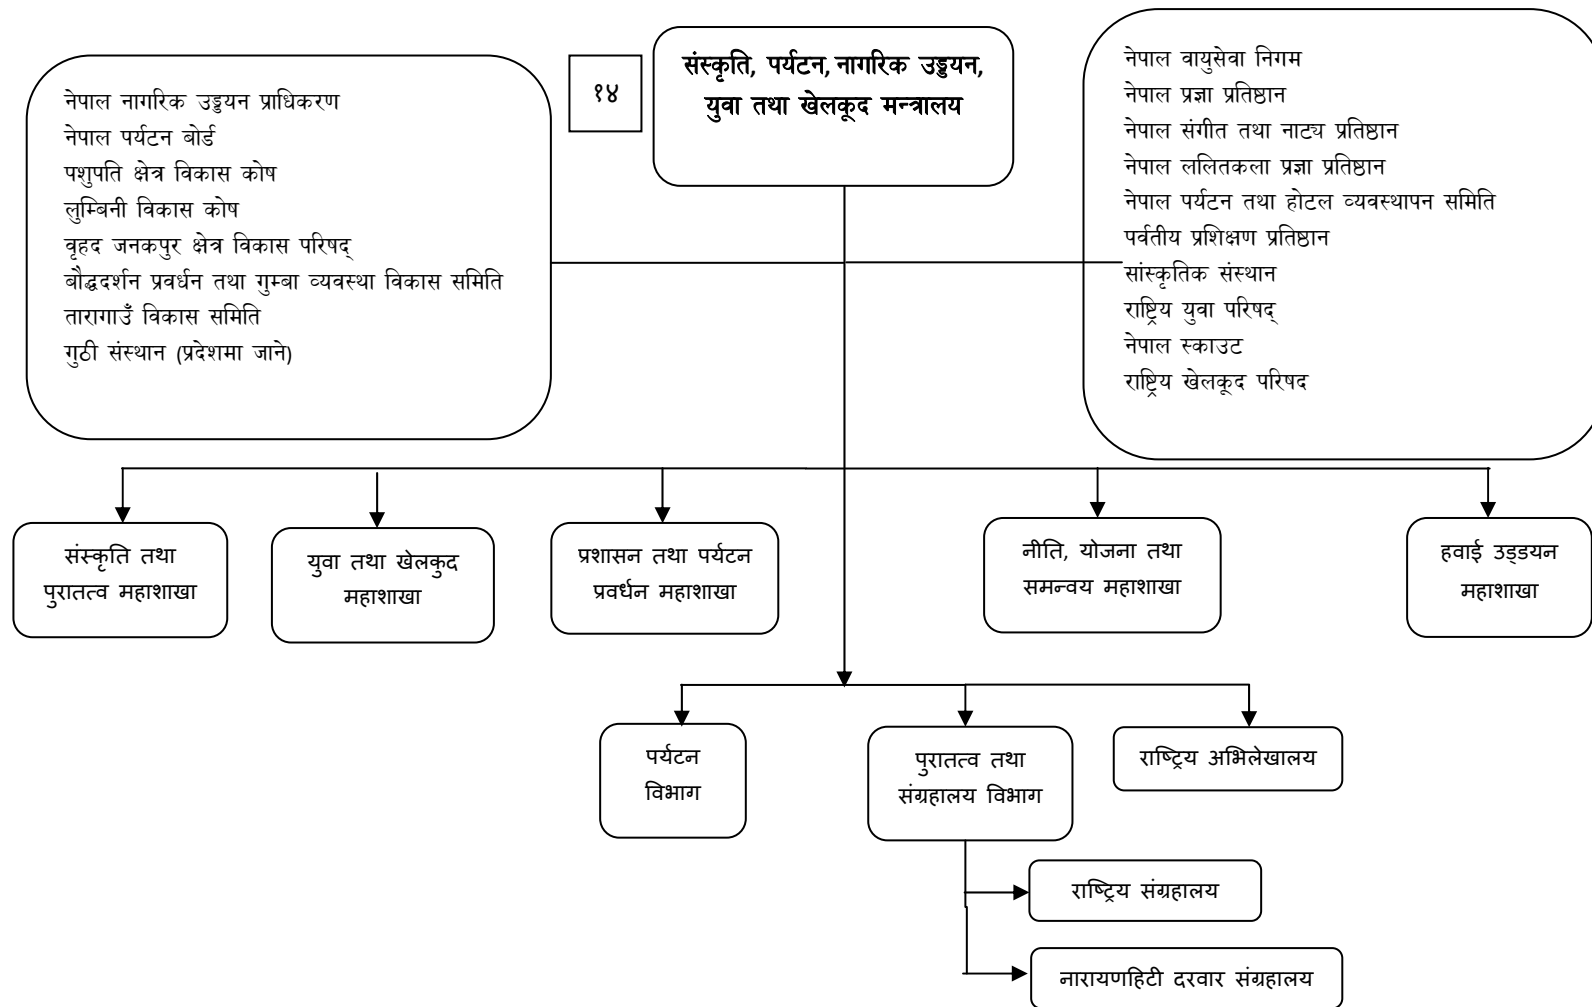 १४
संस्कृति, पर्यटन, नागरिक उड्डयन,
युवा तथा खेलकूद मन्त्रालय
नेपाल नागरिक उड्डयन प्राधिकरण
नेपाल पर्यटन बोर्ड
पशुपति क्षेत्र विकास कोष
लुम्बिनी विकास कोष
वृहद जनकपुर क्षेत्र विकास परिषद्
बौद्धदर्शन प्रवर्धन तथा गुम्बा व्यवस्था विकास समिति
तारागाउँ विकास समिति
गुठी संस्थान (प्रदेशमा जाने)
नेपाल वायुसेवा निगम
नेपाल प्रज्ञा प्रतिष्ठान
नेपाल संगीत तथा नाट्य प्रतिष्ठान
नेपाल ललितकला प्रज्ञा प्रतिष्ठान
नेपाल पर्यटन तथा होटल व्यवस्थापन समिति
पर्वतीय प्रशिक्षण प्रतिष्ठान
सांस्कृतिक संस्थान
राष्ट्रिय युवा परिषद्
नेपाल स्काउट
राष्ट्रिय खेलकूद परिषद
संस्कृति तथा
पुरातत्व महाशाखा
युवा तथा खेलकुद
महाशाखा
प्रशासन तथा पर्यटन
प्रवर्धन महाशाखा
नीति, योजना तथा
समन्वय महाशाखा
हवाई उड्डयन
महाशाखा
पर्यटन
विभाग
पुरातत्व तथा
संग्रहालय विभाग
राष्ट्रिय अभिलेखालय
राष्ट्रिय संग्रहालय
नारायणहिटी दरवार संग्रहालय